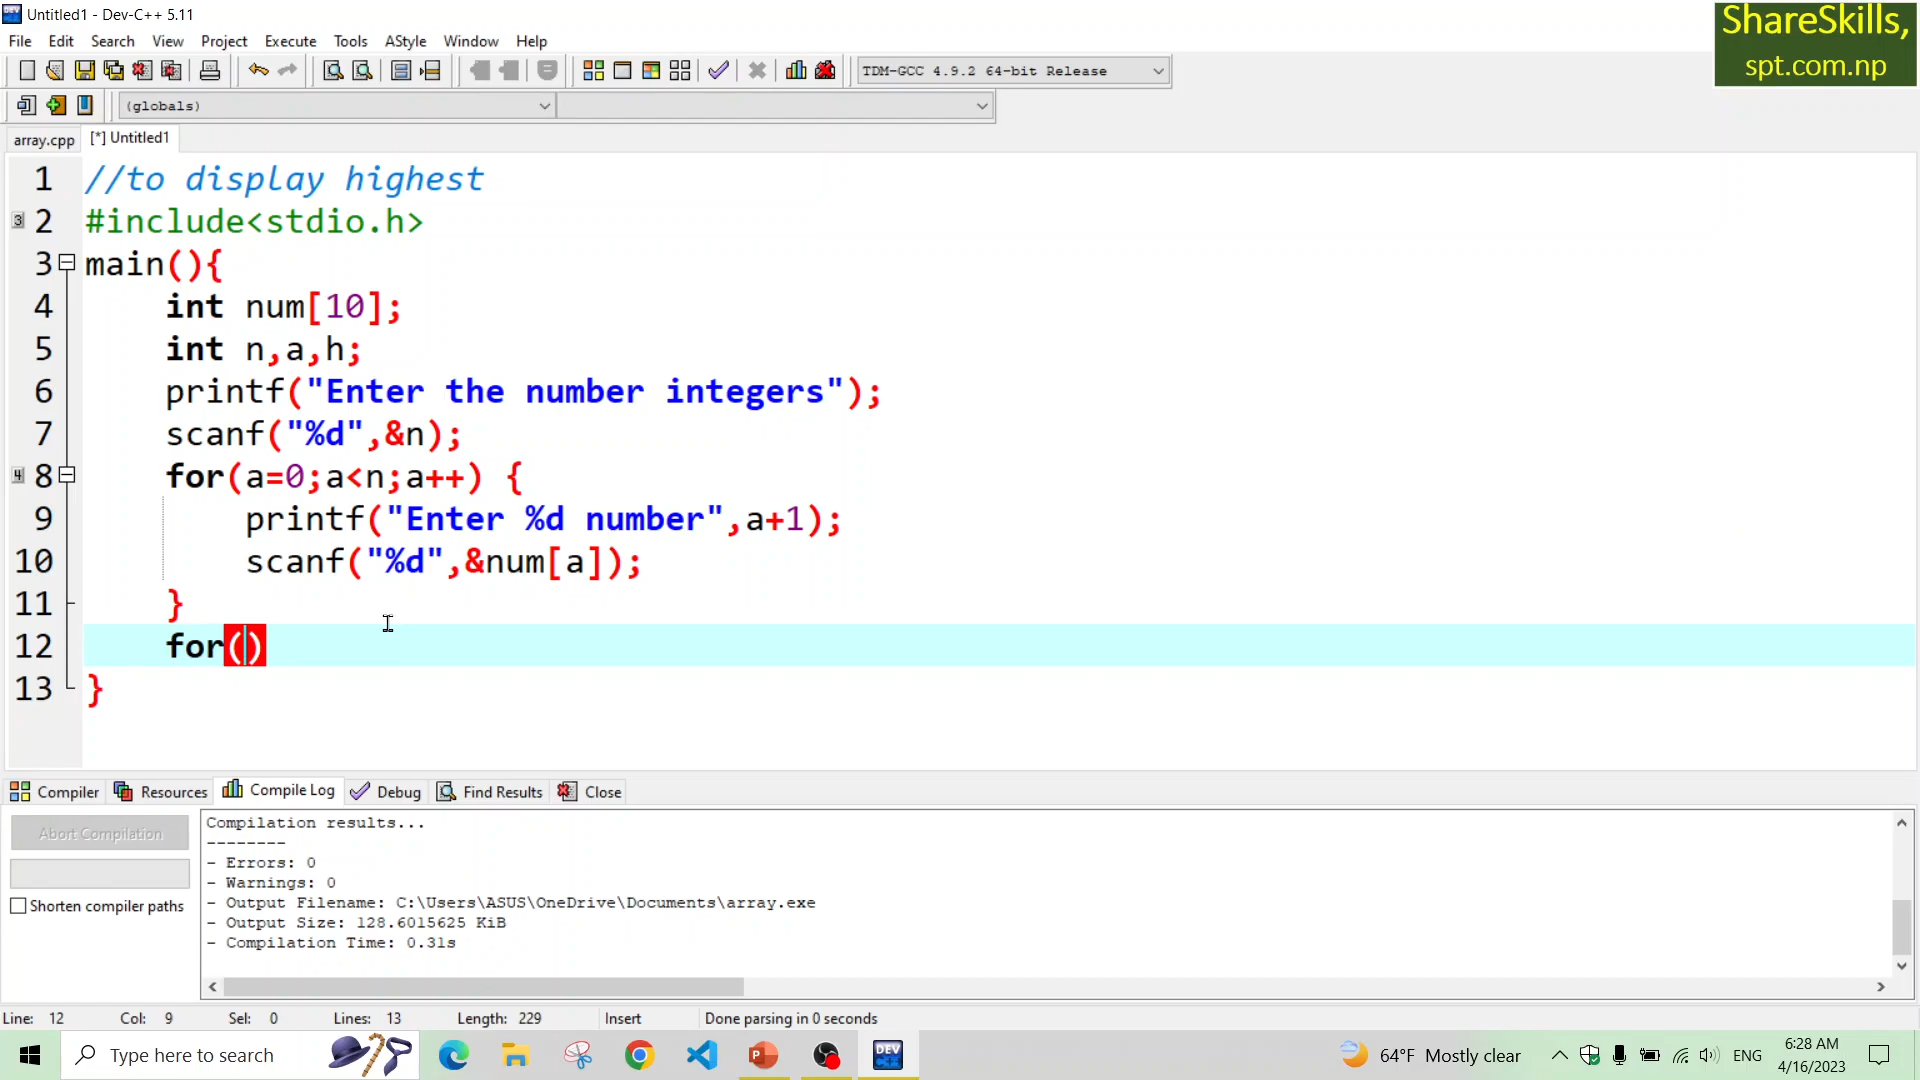 Untitled1 - Dev-C++ 5.11
ShareSkills,
spt.com.np
File Edit Search View Project Execute Tools AStyle Window Help
TDM-GCC 4.9.2 64-bit Release
(globals)
array.cpp [*] Untitled1
1 //to display highest
3 2 #include<stdio.h>
3 main(){
4 int num[10];
5 int n,a,h;
6 printf("Enter the number integers");
7 scanf("%d",&n);
4 8 for(a=0;a<n;a++) {
9 printf("Enter %d number",a+1);
10 scanf("%d",&num[a]);
11 }
12 for()
13 }
Compiler Resources Compile Log Debug Find Results Close
Abort Compilation
Shorten compiler paths
Compilation results...
--------
- Errors: 0
- Warnings: 0
- Output Filename: C:\Users\ASUS\OneDrive\Documents\array.exe
- Output Size: 128.6015625 KiB
- Compilation Time: 0.31s
Line: 12 Col: 9 Sel: 0 Lines: 13 Length: 229 Insert Done parsing in 0 seconds
Type here to search
DEV C++
64°F Mostly clear
ENG
6:28 AM
4/16/2023